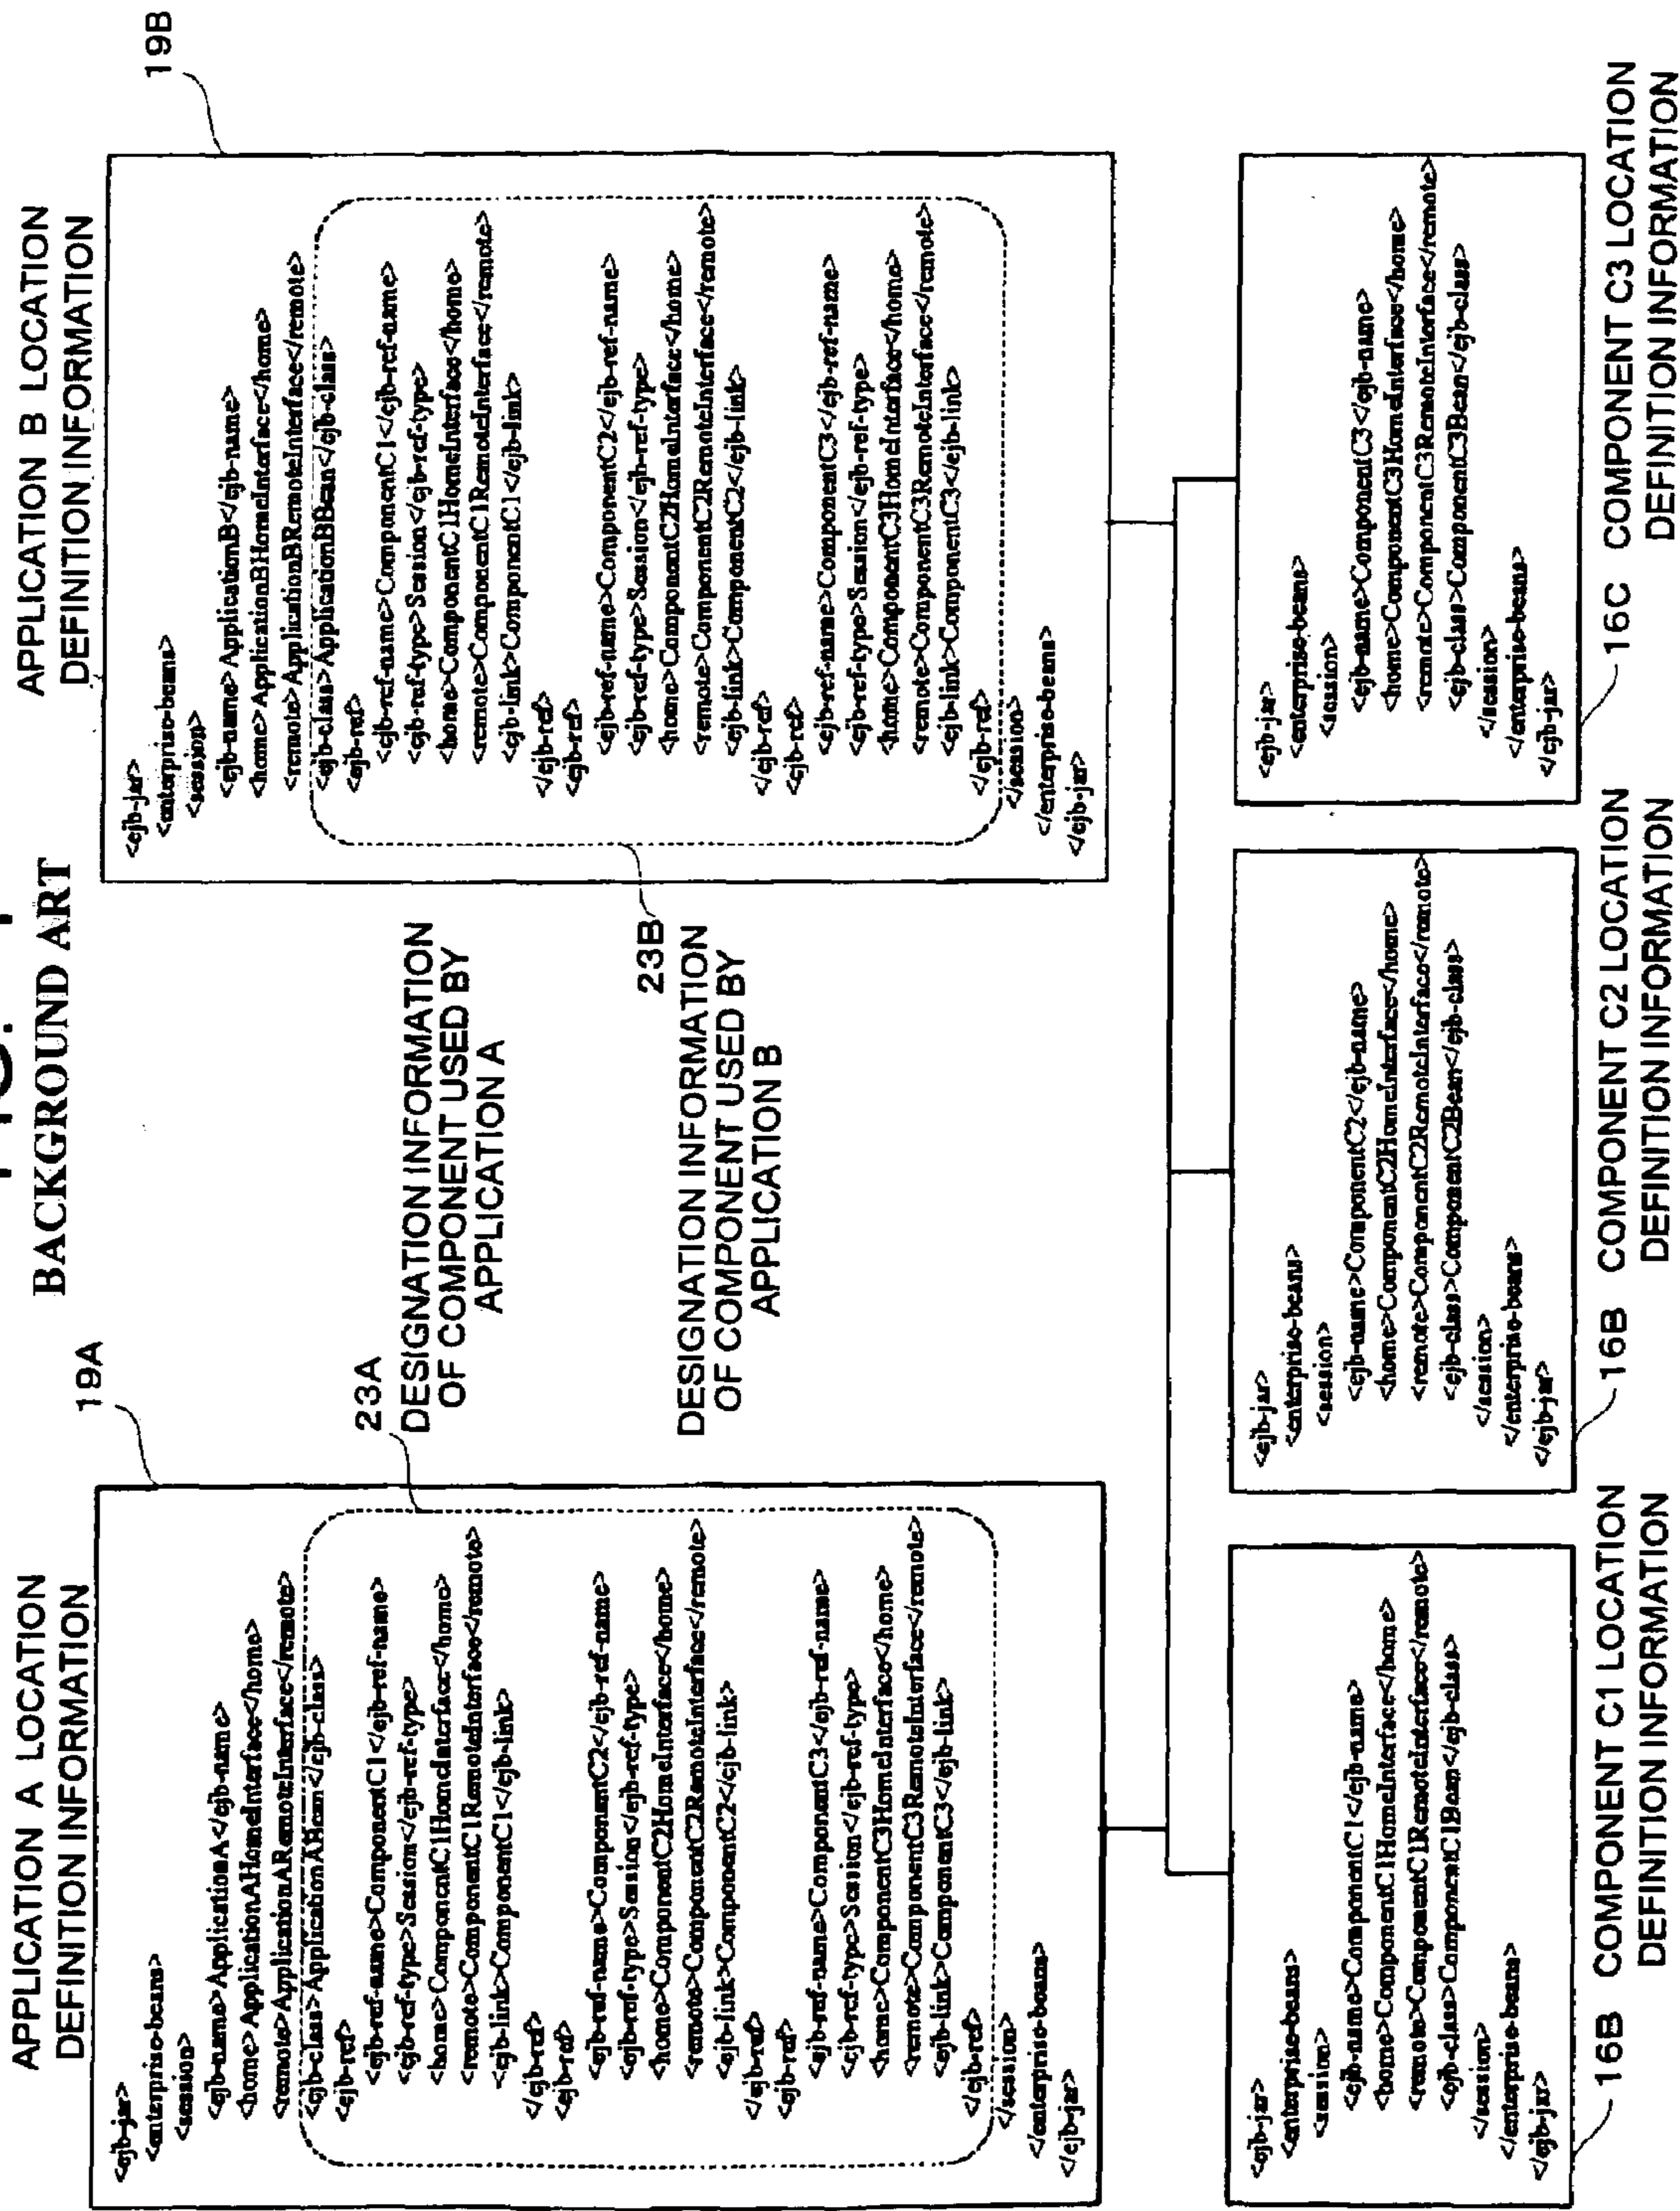 BACKGROUND ART
APPLICATION A LOCATION
DEFINITION INFORMATION
19A
<ejb-jar>
<enterprise-beans>
<session>
<ejb-name>ApplicationA</ejb-name>
<home>ApplicationAHomeInterface</home>
<remote>ApplicationARemoteInterface</remote>
<ejb-class>ApplicationABean</ejb-class>
<ejb-ref>
<ejb-ref-name>ComponentC1</ejb-ref-name>
<ejb-ref-type>Session</ejb-ref-type>
<home>ComponentC1HomeInterface</home>
<remote>ComponentC1RemoteInterface</remote>
<ejb-link>ComponentC1</ejb-link>
</ejb-ref>
<ejb-ref>
<ejb-ref-name>ComponentC2</ejb-ref-name>
<ejb-ref-type>Session</ejb-ref-type>
<home>ComponentC2HomeInterface</home>
<remote>ComponentC2RemoteInterface</remote>
<ejb-link>ComponentC2</ejb-link>
</ejb-ref>
<ejb-ref>
<ejb-ref-name>ComponentC3</ejb-ref-name>
<ejb-ref-type>Session</ejb-ref-type>
<home>ComponentC3HomeInterface</home>
<remote>ComponentC3RemoteInterface</remote>
<ejb-link>ComponentC3</ejb-link>
</ejb-ref>
</session>
</enterprise-beans>
</ejb-jar>
23A
DESIGNATION INFORMATION
OF COMPONENT USED BY
APPLICATION A
23B
DESIGNATION INFORMATION
OF COMPONENT USED BY
APPLICATION B
APPLICATION B LOCATION
DEFINITION INFORMATION
19B
<ejb-jar>
<enterprise-beans>
<session>
<ejb-name>ApplicationB</ejb-name>
<home>ApplicationBHomeInterface</home>
<remote>ApplicationBRemoteInterface</remote>
<ejb-class>ApplicationBBean</ejb-class>
<ejb-ref>
<ejb-ref-name>ComponentC1</ejb-ref-name>
<ejb-ref-type>Session</ejb-ref-type>
<home>ComponentC1HomeInterface</home>
<remote>ComponentC1RemoteInterface</remote>
<ejb-link>ComponentC1</ejb-link>
</ejb-ref>
<ejb-ref>
<ejb-ref-name>ComponentC2</ejb-ref-name>
<ejb-ref-type>Session</ejb-ref-type>
<home>ComponentC2HomeInterface</home>
<remote>ComponentC2RemoteInterface</remote>
<ejb-link>ComponentC2</ejb-link>
</ejb-ref>
<ejb-ref>
<ejb-ref-name>ComponentC3</ejb-ref-name>
<ejb-ref-type>Session</ejb-ref-type>
<home>ComponentC3HomeInterface</home>
<remote>ComponentC3RemoteInterface</remote>
<ejb-link>ComponentC3</ejb-link>
</ejb-ref>
</session>
</enterprise-beans>
</ejb-jar>
<ejb-jar>
<enterprise-beans>
<session>
<ejb-name>ComponentC1</ejb-name>
<home>ComponentC1HomeInterface</home>
<remote>ComponentC1RemoteInterface</remote>
<ejb-class>ComponentC1Bean</ejb-class>
</session>
</enterprise-beans>
</ejb-jar>
16B COMPONENT C1 LOCATION
DEFINITION INFORMATION
<ejb-jar>
<enterprise-beans>
<session>
<ejb-name>ComponentC2</ejb-name>
<home>ComponentC2HomeInterface</home>
<remote>ComponentC2RemoteInterface</remote>
<ejb-class>ComponentC2Bean</ejb-class>
</session>
</enterprise-beans>
</ejb-jar>
16B COMPONENT C2 LOCATION
DEFINITION INFORMATION
<ejb-jar>
<enterprise-beans>
<session>
<ejb-name>ComponentC3</ejb-name>
<home>ComponentC3HomeInterface</home>
<remote>ComponentC3RemoteInterface</remote>
<ejb-class>ComponentC3Bean</ejb-class>
</session>
</enterprise-beans>
</ejb-jar>
16C COMPONENT C3 LOCATION
DEFINITION INFORMATION